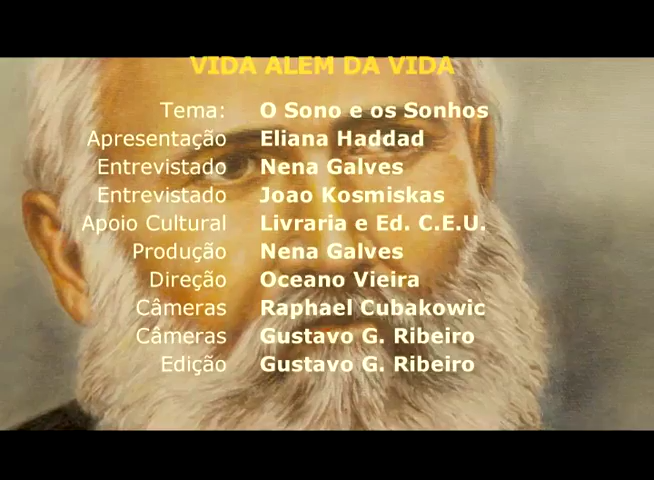 VIDA ALEM DA VIDA
Tema: O Sono e os Sonhos
Apresentação Eliana Haddad
Entrevistado Nena Galves
Entrevistado Joao Kosmiskas
Apoio Cultural Livraria e Ed. C.E.U.
Produção Nena Galves
Direção Oceano Vieira
Câmeras Raphael Cubakowic
Câmeras Gustavo G. Ribeiro
Edição Gustavo G. Ribeiro